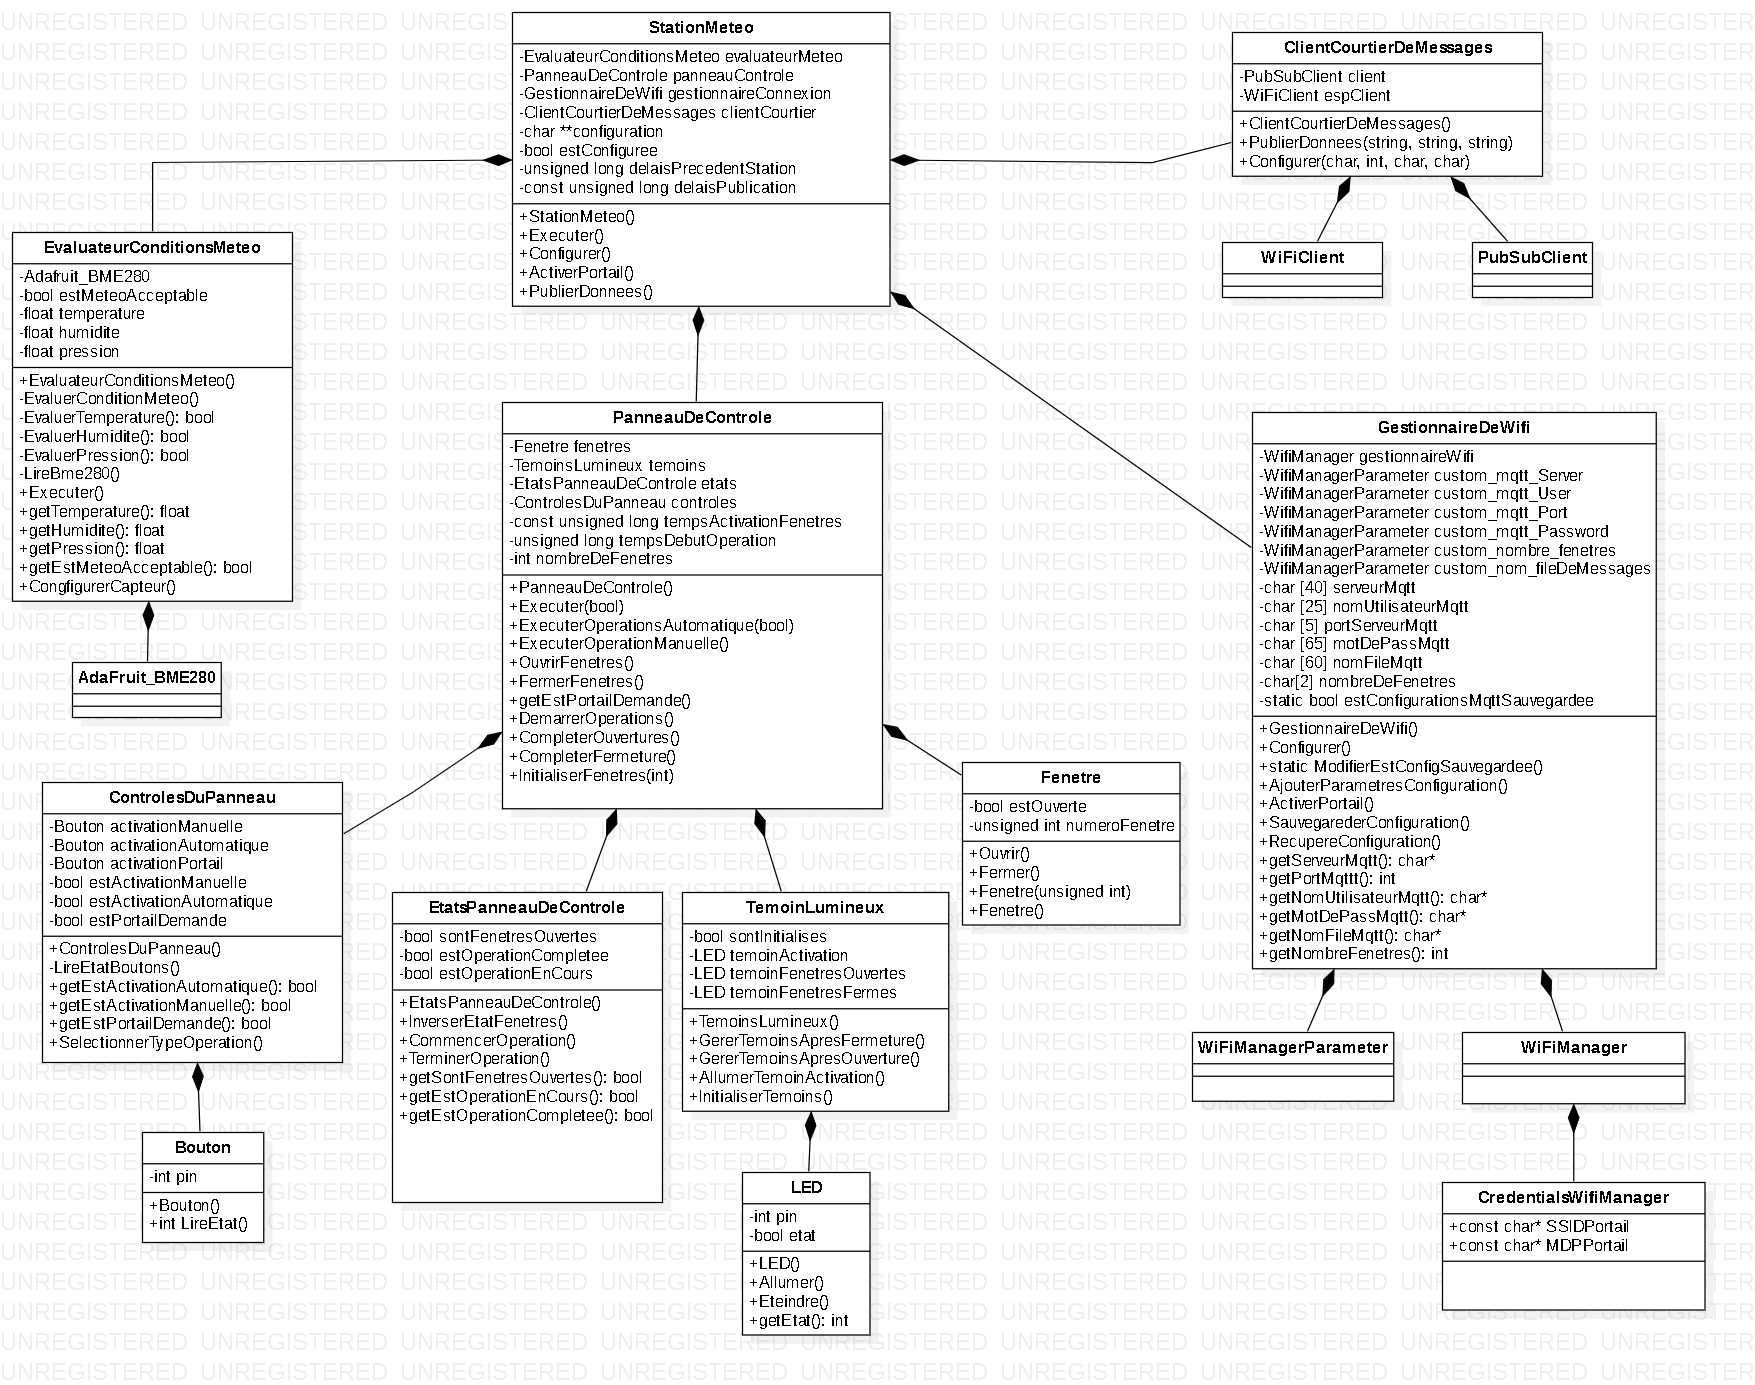 StationMeteo
-EvaluateurConditionsMeteo evaluateurMeteo
-PanneauDeControle panneauControle
-GestionnaireDeWifi gestionnaireConnexion
-ClientCourtierDeMessages clientCourtier
-char **configuration
-bool estConfiguree
-unsigned long delaisPrecedentStation
-const unsigned long delaisPublication
+StationMeteo()
+Executer()
+Configurer()
+ActiverPortail()
+PublierDonnees()
ClientCourtierDeMessages
-PubSubClient client
-WiFiClient espClient
+ClientCourtierDeMessages()
+PublierDonnees(string, string, string)
+Configurer(char, int, char, char)
WiFiClient
PubSubClient
EvaluateurConditionsMeteo
-Adafruit_BME280
-bool estMeteoAcceptable
-float temperature
-float humidite
-float pression
+EvaluateurConditionsMeteo()
-EvaluerConditionMeteo()
-EvaluerTemperature(): bool
-EvaluerHumidite(): bool
-EvaluerPression(): bool
-LireBme280()
+Executer()
+getTemperature(): float
+getHumidite(): float
+getPression(): float
+getEstMeteoAcceptable(): bool
+CongfigurerCapteur()
AdaFruit_BME280
PanneauDeControle
-Fenetre fenetres
-TemoinsLumineux temoins
-EtatsPanneauDeControle etats
-ControlesDuPanneau controles
-const unsigned long tempsActivationFenetres
-unsigned long tempsDebutOperation
-int nombreDeFenetres
+PanneauDeControle()
+Executer(bool)
+ExecuterOperationsAutomatique(bool)
+ExecuterOperationManuelle()
+OuvrirFenetres()
+FermerFenetres()
+getEstPortailDemande()
+DemarrerOperations()
+CompleterOuvertures()
+CompleterFermeture()
+InitialiserFenetres(int)
GestionnaireDeWifi
-WifiManager gestionnaireWifi
-WifiManagerParameter custom_mqtt_Server
-WifiManagerParameter custom_mqtt_User
-WifiManagerParameter custom_mqtt_Port
-WifiManagerParameter custom_mqtt_Password
-WifiManagerParameter custom_nombre_fenetres
-WifiManagerParameter custom_nom_fileDeMessages
-char [40] serveurMqtt
-char [25] nomUtilisateurMqtt
-char [5] portServeurMqtt
-char [65] motDePassMqtt
-char [60] nomFileMqtt
-char[2] nombreDeFenetres
-static bool estConfigurationsMqttSauvegardee
+GestionnaireDeWifi()
+Configurer()
+static ModifierEstConfigSauvegardee()
+AjouterParametresConfiguration()
+ActiverPortail()
+SauvegarederConfiguration()
+RecupereConfiguration()
+getServeurMqtt(): char*
+getPortMqttt(): int
+getNomUtilisateurMqtt(): char*
+getMotDePassMqtt(): char*
+getNomFileMqtt(): char*
+getNombreFenetres(): int
ControlesDuPanneau
-Bouton activationManuelle
-Bouton activationAutomatique
-Bouton activationPortail
-bool estActivationManuelle
-bool estActivationAutomatique
-bool estPortailDemande
+ControlesDuPanneau()
-LireEtatBoutons()
+getEstActivationAutomatique(): bool
+getEstActivationManuelle(): bool
+getEstPortailDemande(): bool
+SelectionnerTypeOperation()
Fenetre
-bool estOuverte
-unsigned int numeroFenetre
+Ouvrir()
+Fermer()
+Fenetre(unsigned int)
+Fenetre()
EtatsPanneauDeControle
-bool sontFenetresOuvertes
-bool estOperationCompletee
-bool estOperationEnCours
+EtatsPanneauDeControle()
+InverserEtatFenetres()
+CommencerOperation()
+TerminerOperation()
+getSontFenetresOuvertes(): bool
+getEstOperationEnCours(): bool
+getEstOperationCompletee(): bool
TemoinLumineux
-bool sontInitialises
-LED temoinActivation
-LED temoinFenetresOuvertes
-LED temoinFenetresFermes
+TemoinsLumineux()
+GererTemoinsApresFermeture()
+GererTemoinsApresOuverture()
+AllumerTemoinActivation()
+InitialiserTemoins()
WiFiManagerParameter
WiFiManager
Bouton
-int pin
+Bouton()
+int LireEtat()
LED
-int pin
-bool etat
+LED()
+Allumer()
+Eteindre()
+getEtat(): int
CredentialsWifiManager
+const char* SSIDPortail
+const char* MDPPortail
UNREGISTERED